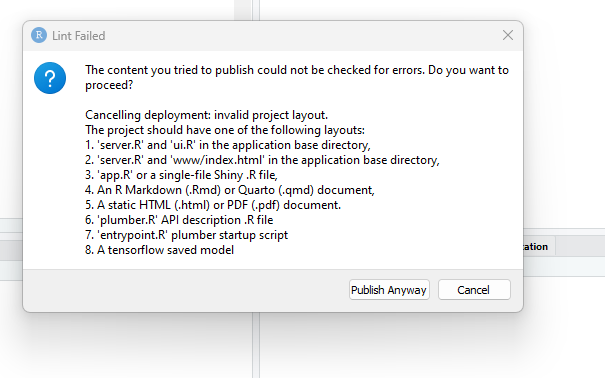 R Lint Failed
The content you tried to publish could not be checked for errors. Do you want to
proceed?
Cancelling deployment: invalid project layout.
The project should have one of the following layouts:
1. 'server.R' and 'ui.R' in the application base directory,
2. 'server.R' and 'www/index.html' in the application base directory,
3. 'app.R' or a single-file Shiny .R file,
4. An R Markdown (.Rmd) or Quarto (.qmd) document,
5. A static HTML (.html) or PDF (.pdf) document.
6. 'plumber.R' API description .R file
7. 'entrypoint.R' plumber startup script
8. A tensorflow saved model
Publish Anyway Cancel